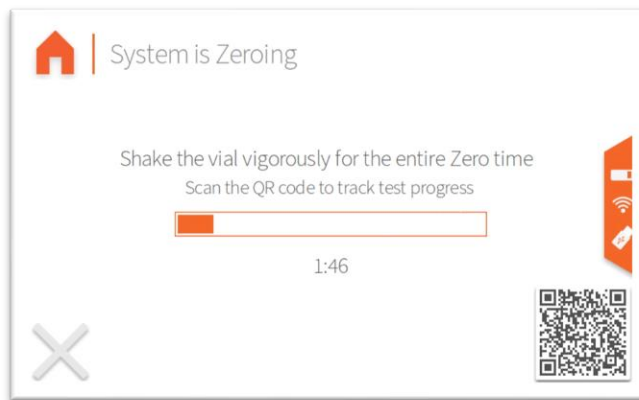 System is Zeroing
Shake the vial vigorously for the entire Zero time
Scan the QR code to track test progress
1:46